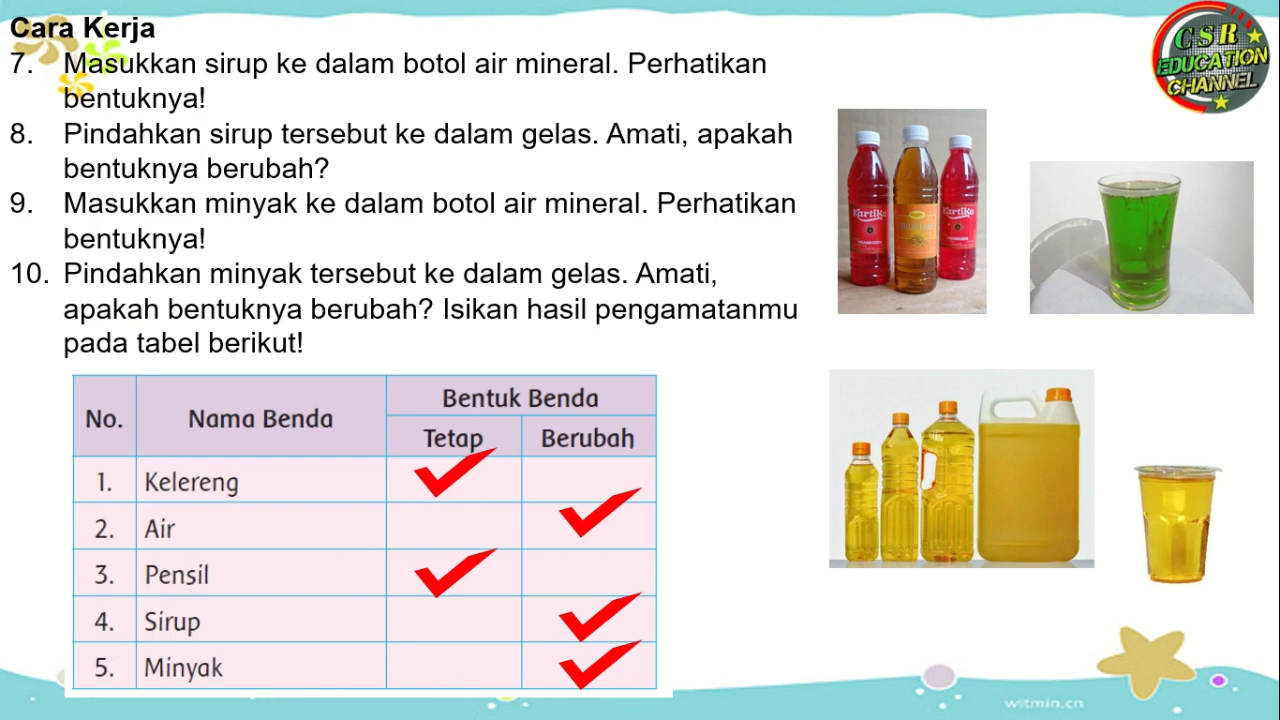 Cara Kerja
7. Masukkan sirup ke dalam botol air mineral. Perhatikan
bentuknya!
8. Pindahkan sirup tersebut ke dalam gelas. Amati, apakah
bentuknya berubah?
9. Masukkan minyak ke dalam botol air mineral. Perhatikan
bentuknya!
10. Pindahkan minyak tersebut ke dalam gelas. Amati,
apakah bentuknya berubah? Isikan hasil pengamatanmu
pada tabel berikut!
CSR
EDUCATION
CHANNEL
Kartika
Kartika
No. Nama Benda Bentuk Benda
Tetap Berubah
1. Kelereng
2. Air
3. Pensil
4. Sirup
5. Minyak
witmin.cn